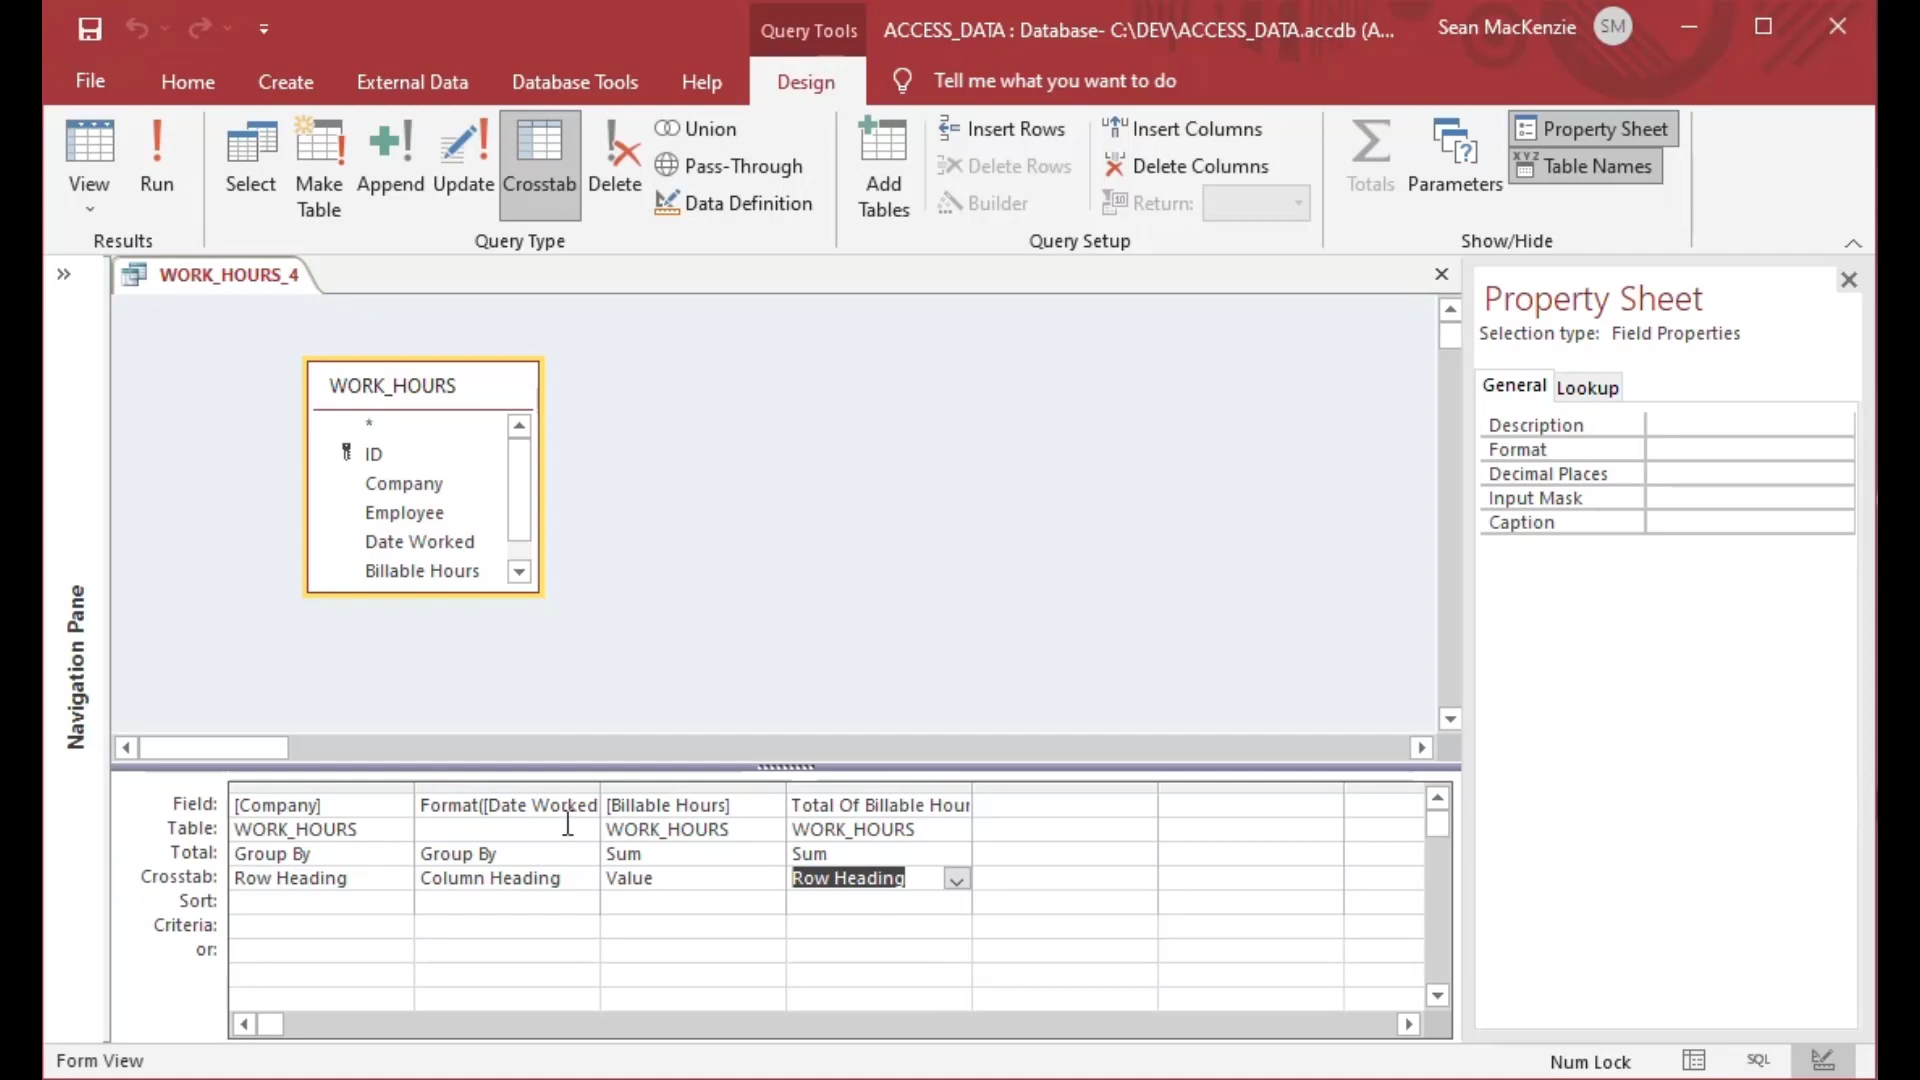 Query Tools
ACCESS_DATA : Database- C:\DEV\ACCESS_DATA.accdb (A...
Sean MacKenzie
SM
File
Home
Create
External Data
Database Tools
Help
Design
Tell me what you want to do
View
Run
Results
Select
Make Table
Append
Update
Crosstab
Delete
Union
Pass-Through
Data Definition
Query Type
Add Tables
Insert Rows
Delete Rows
Builder
Insert Columns
Delete Columns
Return:
Query Setup
Totals
Parameters
Property Sheet
Table Names
Show/Hide
WORK_HOURS_4
Navigation Pane
WORK_HOURS
*
ID
Company
Employee
Date Worked
Billable Hours
Property Sheet
Selection type: Field Properties
General
Lookup
Description
Format
Decimal Places
Input Mask
Caption
Field: [Company] Format([Date Worked [Billable Hours] Total Of Billable Hour
Table: WORK_HOURS WORK_HOURS WORK_HOURS
Total: Group By Group By Sum Sum
Crosstab: Row Heading Column Heading Value Row Heading
Sort:
Criteria:
or:
Form View
Num Lock
SQL